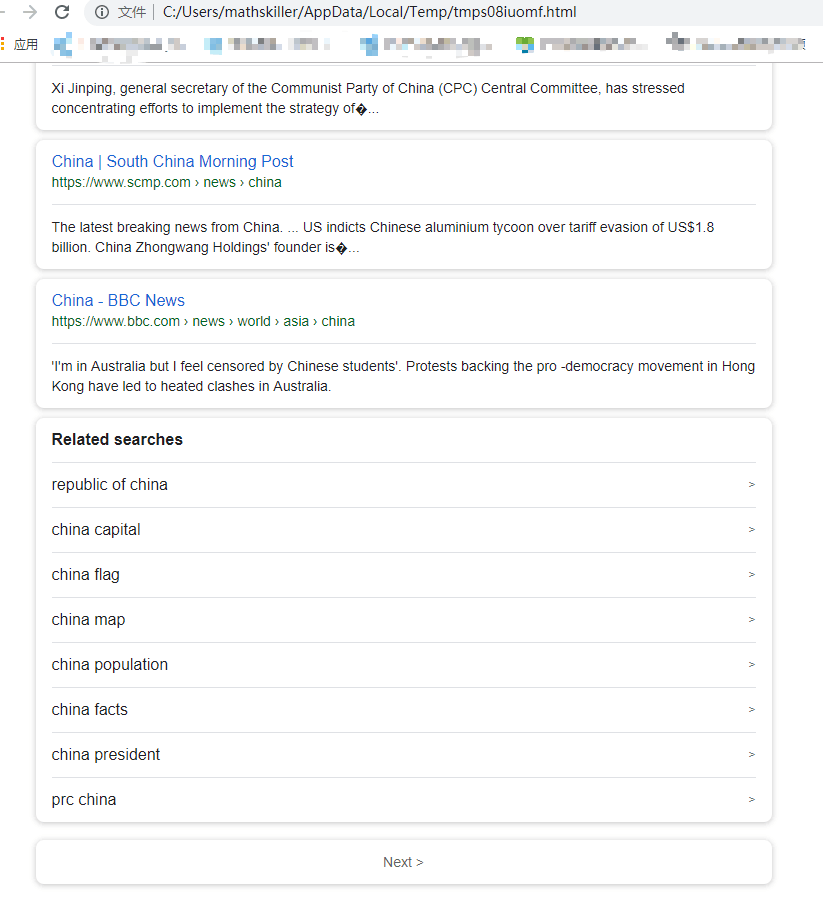 文件 C:/Users/mathskiller/AppData/Local/Temp/tmps08iuomf.html
应用
Xi Jinping, general secretary of the Communist Party of China (CPC) Central Committee, has stressed
concentrating efforts to implement the strategy of�...
China | South China Morning Post
https://www.scmp.com › news › china
The latest breaking news from China. ... US indicts Chinese aluminium tycoon over tariff evasion of US$1.8
billion. China Zhongwang Holdings' founder is�...
China - BBC News
https://www.bbc.com › news › world › asia › china
'I'm in Australia but I feel censored by Chinese students'. Protests backing the pro -democracy movement in Hong
Kong have led to heated clashes in Australia.
Related searches
republic of china >
china capital >
china flag >
china map >
china population >
china facts >
china president >
prc china >
Next >